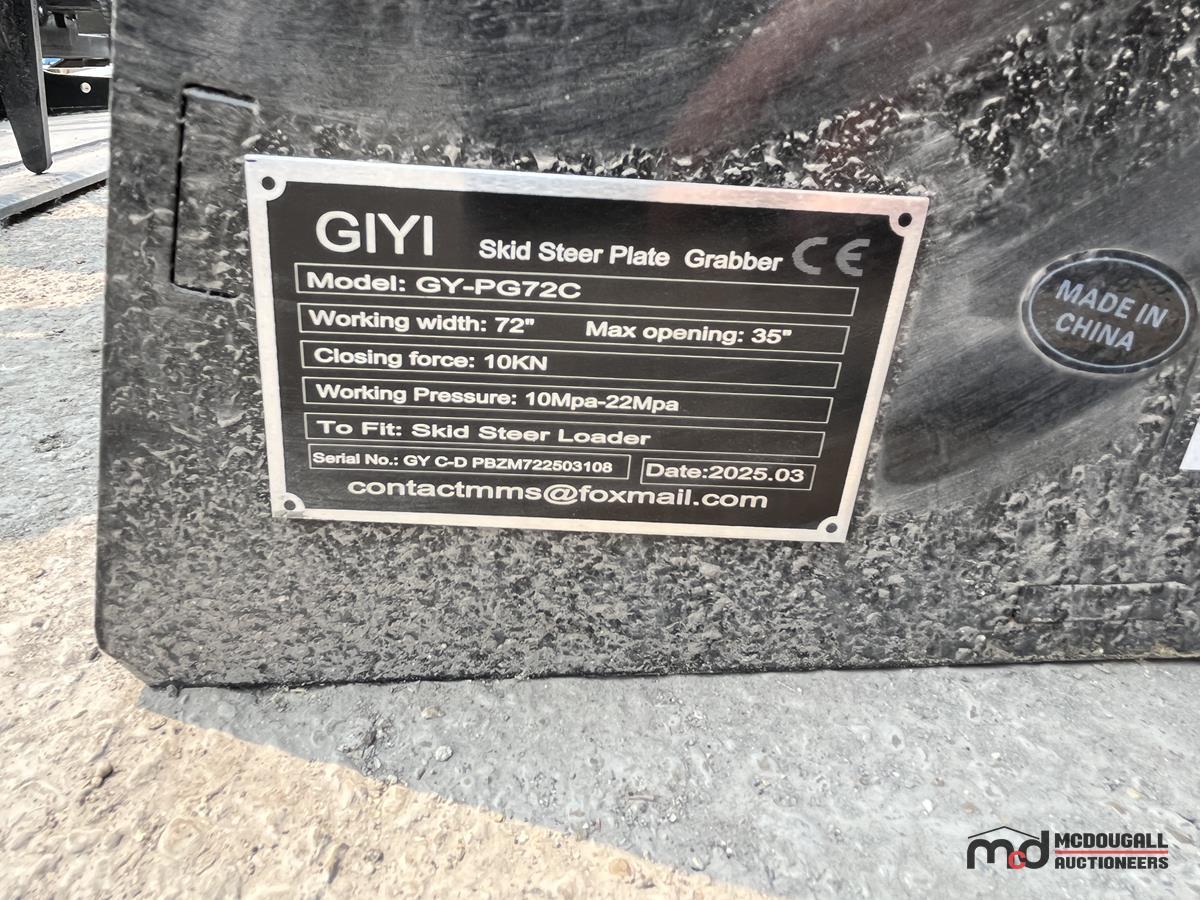 GIYI Skid Steer Plate Grabber CE
Model: GY-PG72C
Working width: 72" Max opening: 35"
Closing force: 10KN
Working Pressure: 10Mpa-22Mpa
To Fit: Skid Steer Loader
Serial No.: GY C-D PBZM722503108 Date:2025.03
contactmms@foxmail.com
MADE IN
CHINA
mcd MCDOUGALL
AUCTIONEERS